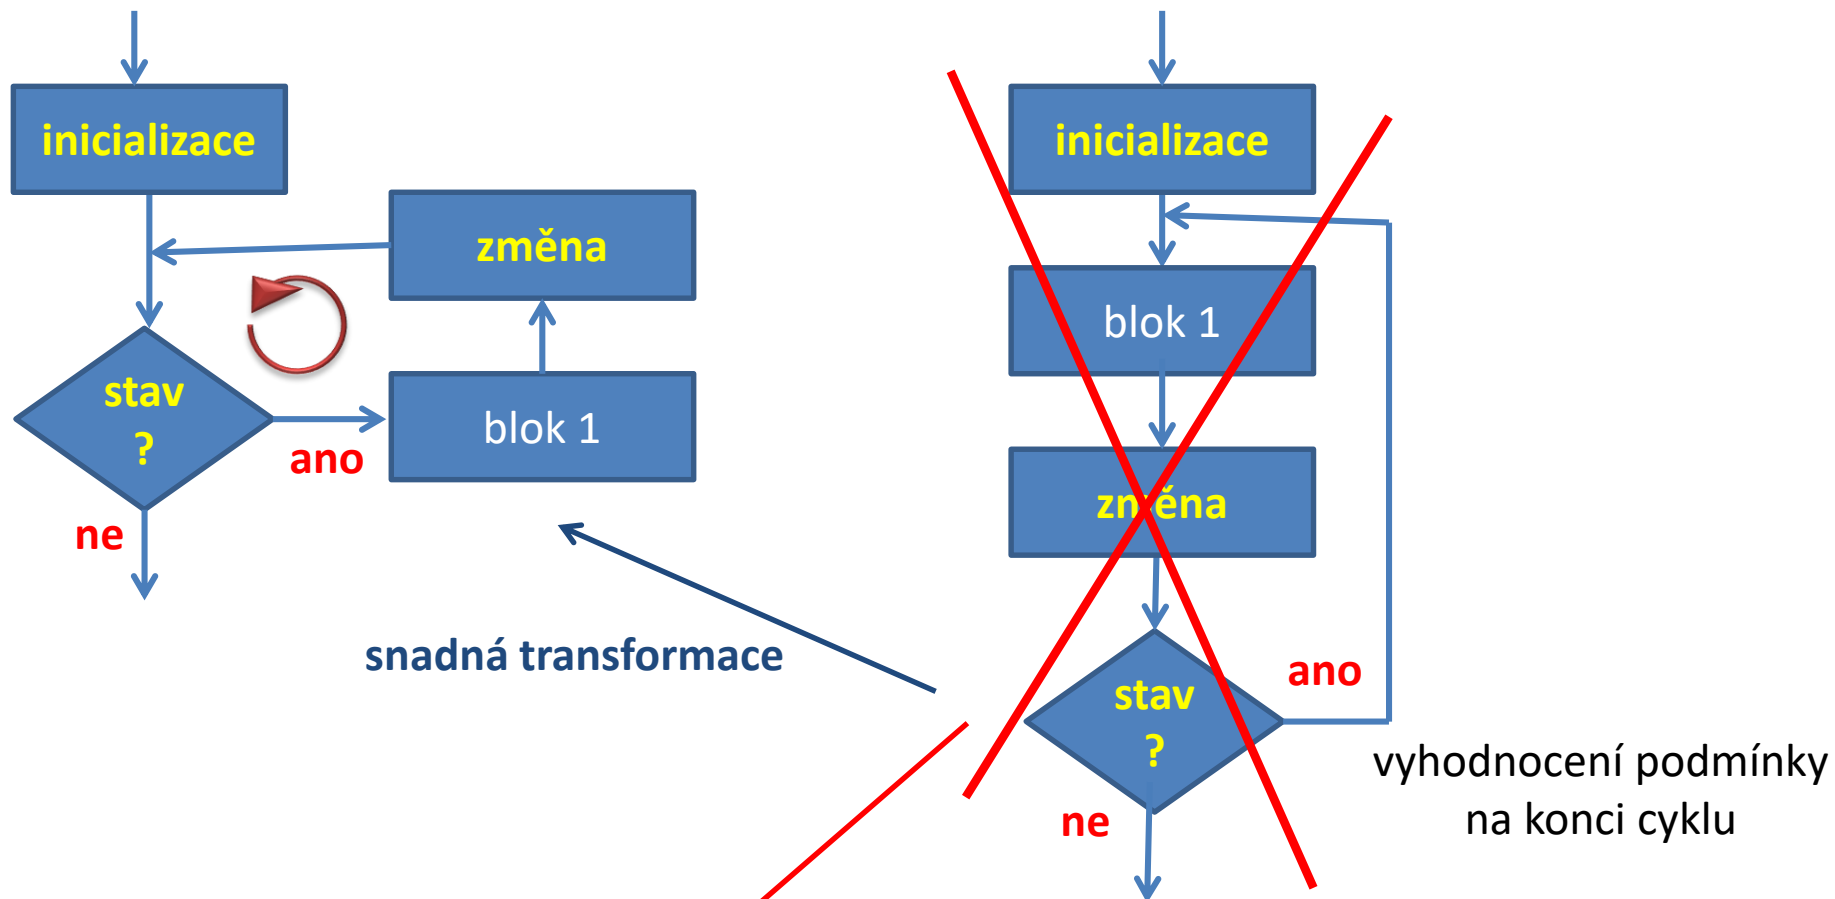 inicializace
změna
stav
?
ano
blok 1
ne
snadná transformace
inicializace
blok 1
změna
stav
?
ano
ne
vyhodnocení podmínky
na konci cyklu